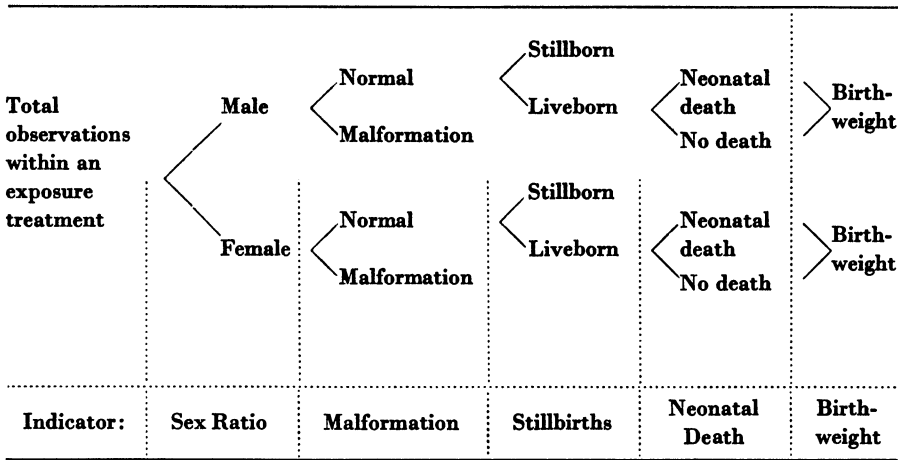 Total
observations
within an
exposure
treatment
Male
Female
Normal
Malformation
Normal
Malformation
Stillborn
Liveborn
Stillborn
Liveborn
Neonatal
death
No death
Neonatal
death
No death
Birth-
weight
Birth-
weight
Indicator:
Sex Ratio
Malformation
Stillbirths
Neonatal
Death
Birth-
weight